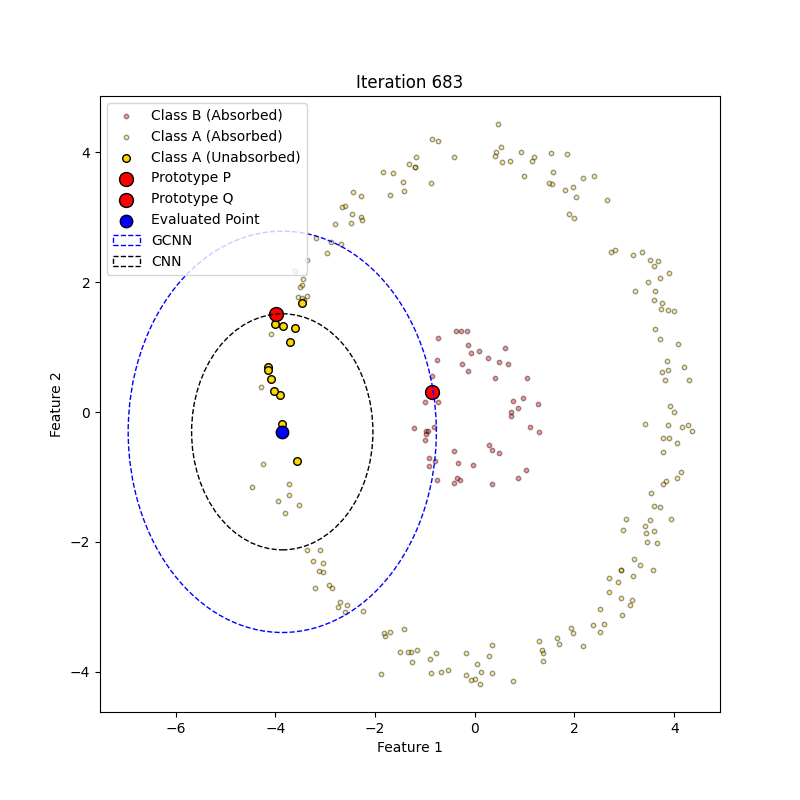 Iteration 683
Class B (Absorbed)
Class A (Absorbed)
Class A (Unabsorbed)
Prototype P
Prototype Q
Evaluated Point
GCNN
CNN
Feature 2
4
2
0
−2
−4
−6
−4
−2
0
2
4
Feature 1